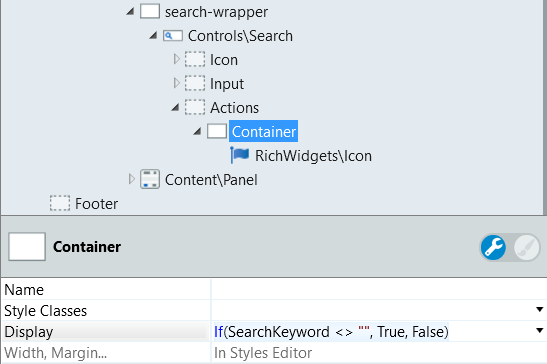 search-wrapper
Controls\Search
Icon
Input
Actions
Container
RichWidgets\Icon
Content\Panel
Footer
Container
Name
Style Classes
Display If(SearchKeyword <> "", True, False)
Width, Margin... In Styles Editor